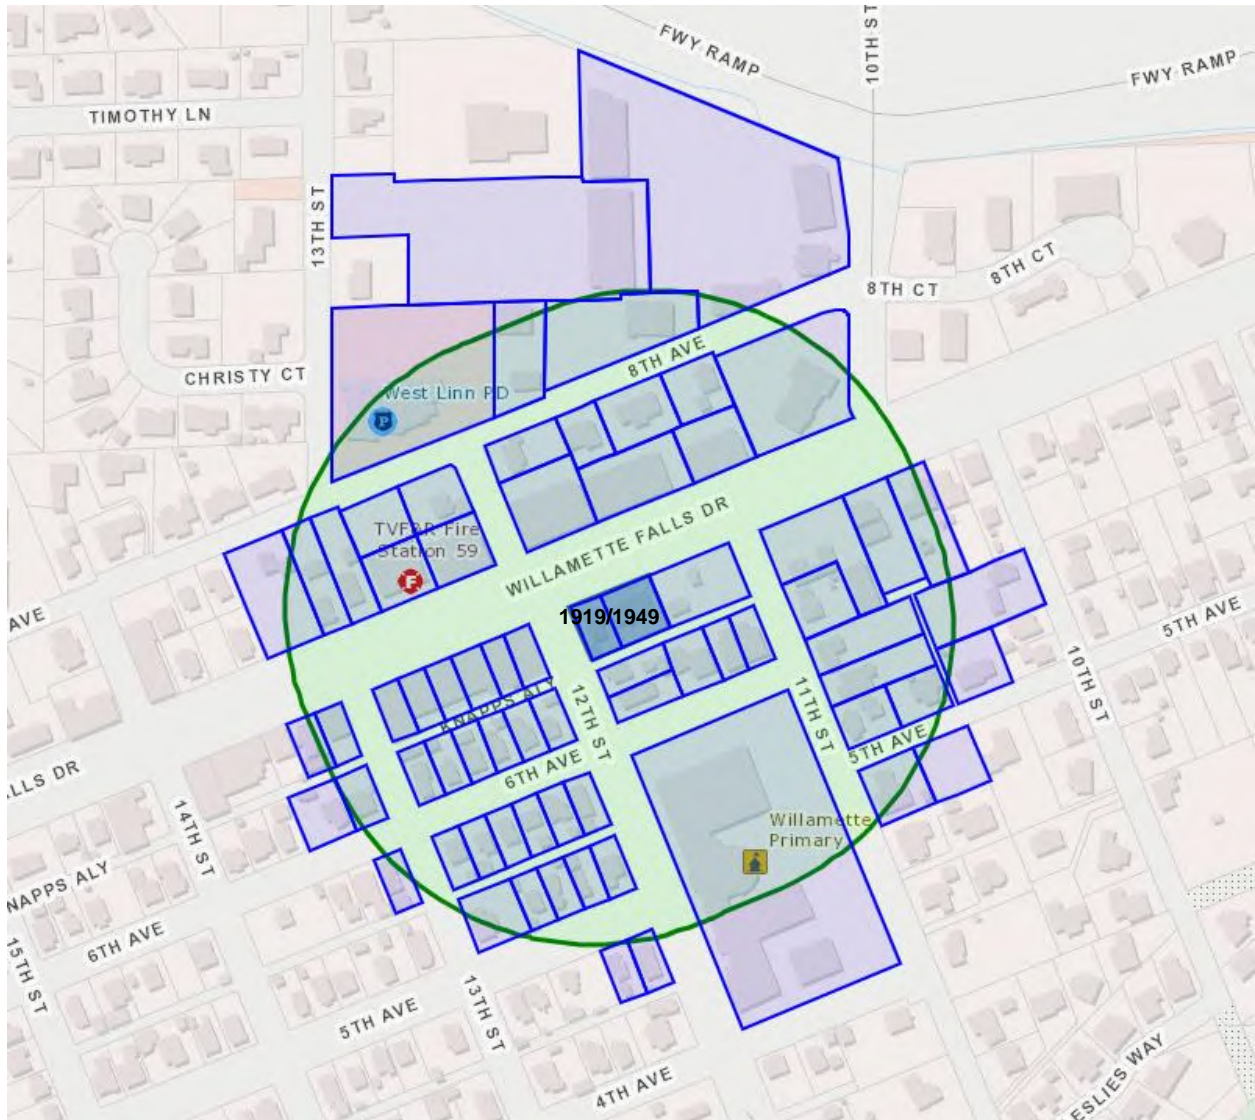 10TH ST
FWY RAMP
FWY RAMP
TIMOTHY LN
13TH ST
8TH CT
8TH CT
8TH AVE
CHRISTY CT
West Linn PD
P
TVF&R Fire
Station 59
F
WILLAMETTE FALLS DR
1919/1949
AVE
5TH AVE
10TH ST
KNAPPS ALY
12TH ST
11TH ST
5TH AVE
6TH AVE
LLS DR
14TH ST
Willamette
Primary
NAPPS ALY
6TH AVE
15TH ST
13TH ST
5TH AVE
4TH AVE
ESLIES WAY